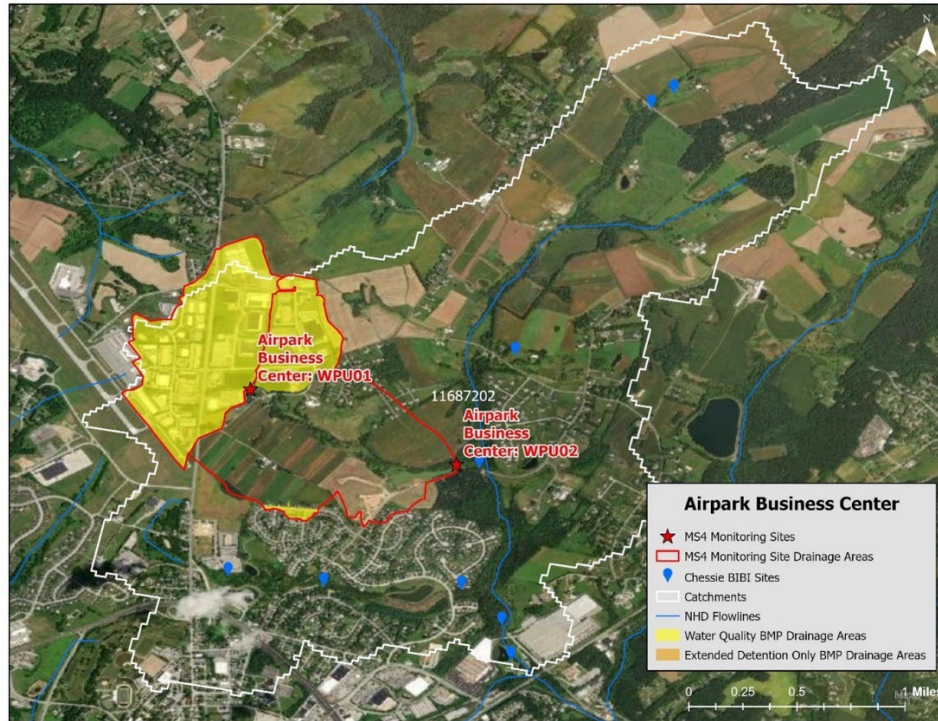 N
Airpark
Business
Center: WPU01
11687202
Airpark
Business
Center: WPU02
Airpark Business Center
MS4 Monitoring Sites
MS4 Monitoring Site Drainage Areas
Chessie BIBI Sites
Catchments
NHD Flowlines
Water Quality BMP Drainage Areas
Extended Detention Only BMP Drainage Areas
0 0.25 0.5 1 Miles